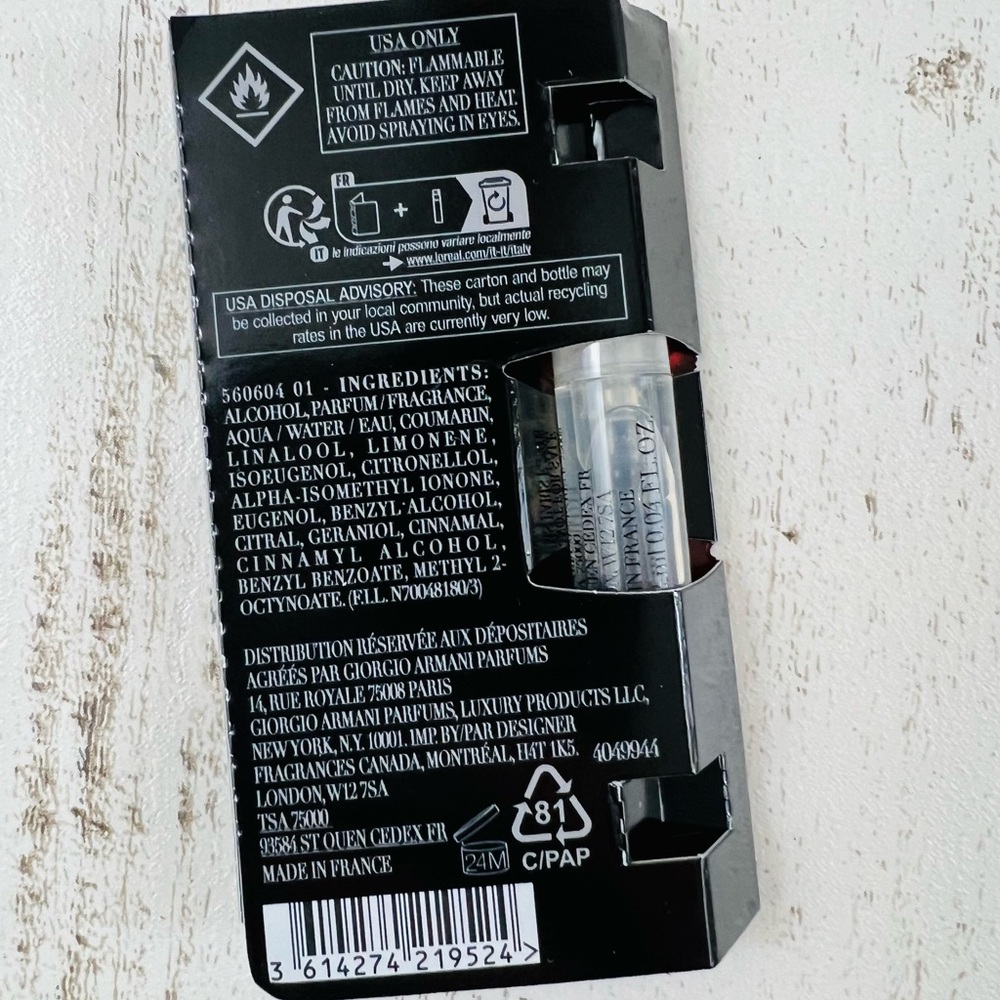 USA ONLY
CAUTION: FLAMMABLE
UNTIL DRY. KEEP AWAY
FROM FLAMES AND HEAT.
AVOID SPRAYING IN EYES.
FR
+
IT le indicazioni possono variare localmente
www.loreal.com/it-it/italy
USA DISPOSAL ADVISORY: These carton and bottle may
be collected in your local community, but actual recycling
rates in the USA are currently very low.
560604 01 - INGREDIENTS:
ALCOHOL, PARFUM / FRAGRANCE,
AQUA / WATER / EAU, COUMARIN,
LINALOOL, LIMONENE,
ISOEUGENOL, CITRONELLOL,
ALPHA-ISOMETHYL IONONE,
EUGENOL, BENZYL ALCOHOL,
CITRAL, GERANIOL, CINNAMAL,
CINNAMYL ALCOHOL,
BENZYL BENZOATE, METHYL 2-
OCTYNOATE. (F.I.L. N70048180/3)
CEDEX FR
W12 7SA
FRANCE
0.04 FL.OZ.
DISTRIBUTION RÉSERVÉE AUX DÉPOSITAIRES
AGRÉÉS PAR GIORGIO ARMANI PARFUMS
14, RUE ROYALE 75008 PARIS
GIORGIO ARMANI PARFUMS, LUXURY PRODUCTS LLC,
NEW YORK, N.Y. 10001. IMP. BY/PAR DESIGNER
FRAGRANCES CANADA, MONTRÉAL, H4T 1K5. 4049944
LONDON, W12 7SA
TSA 75000
93584 ST OUEN CEDEX FR
MADE IN FRANCE
24M
81
C/PAP
3 614274 219524 >